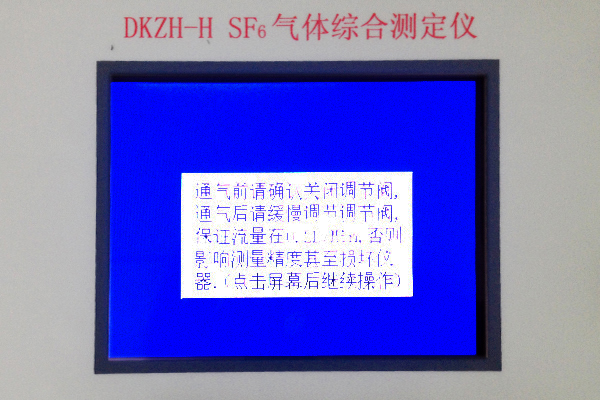 DKZH-H SF₆气体综合测定仪
通气前请确认关闭调节阀,
通气后请缓慢调节调节阀,
保证流量在 否则
影响测量精度甚至损坏仪
器.(点击屏幕后继续操作)